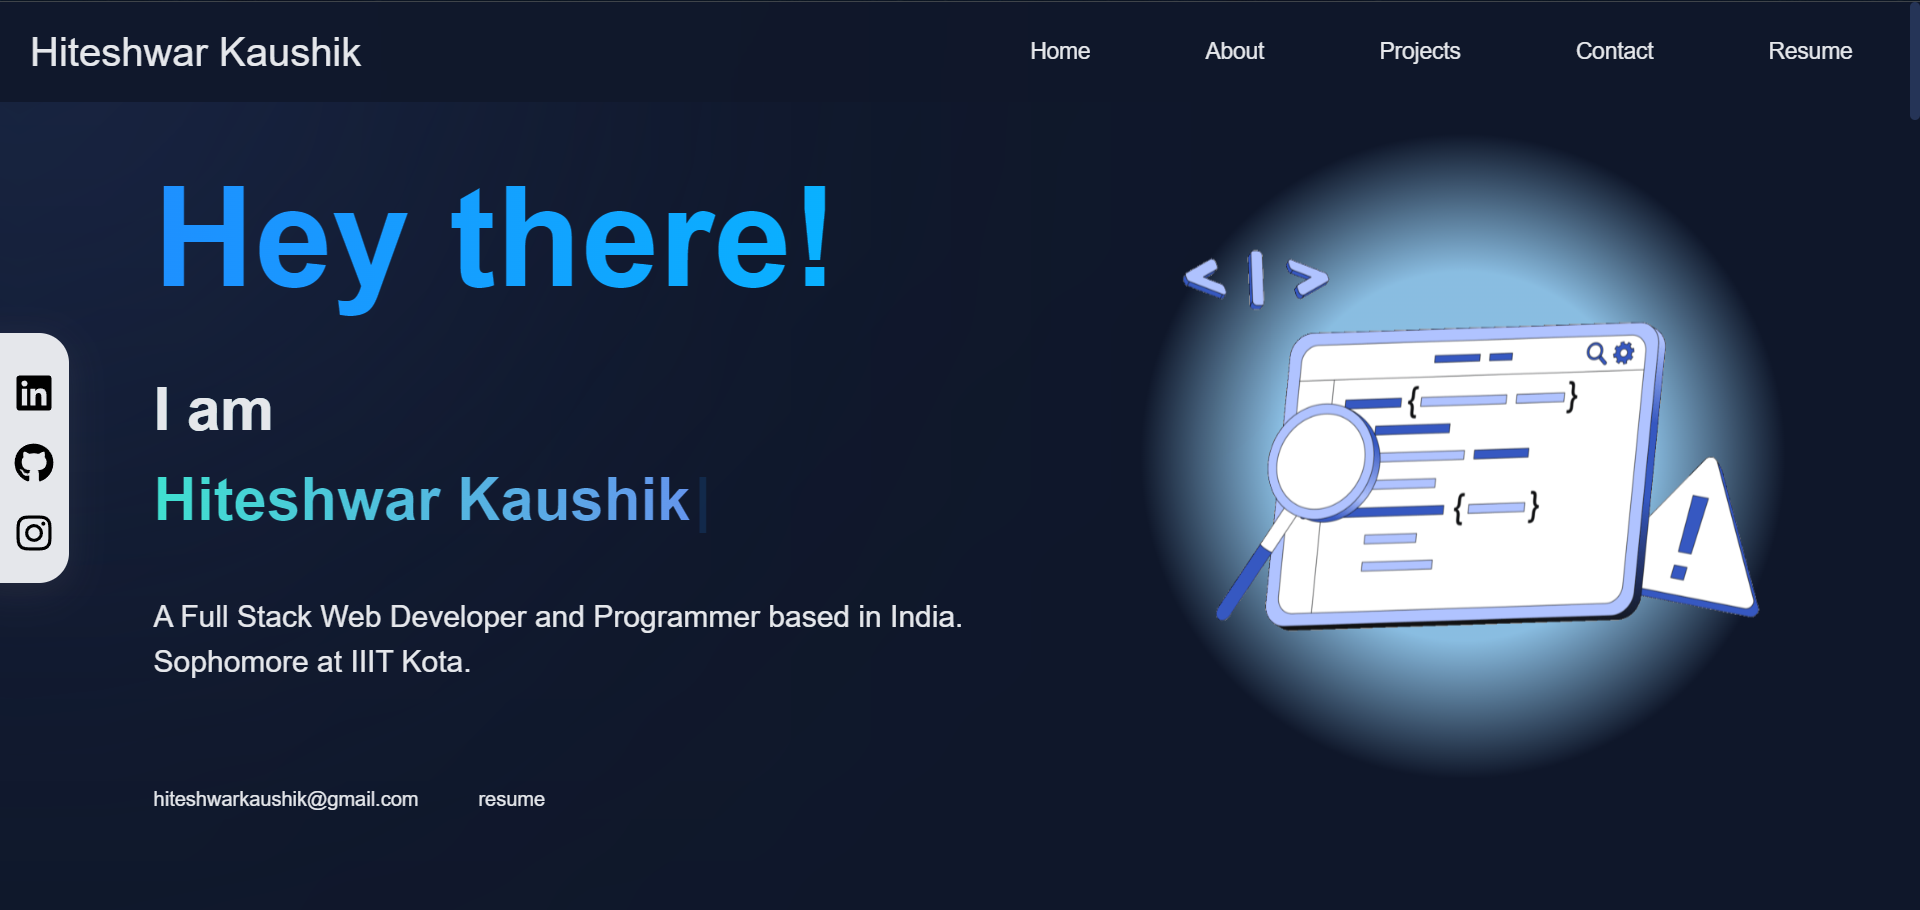 Hiteshwar Kaushik
Home About Projects Contact Resume
Hey there!
I am
Hiteshwar Kaushik
A Full Stack Web Developer and Programmer based in India.
Sophomore at IIIT Kota.
hiteshwarkaushik@gmail.com resume